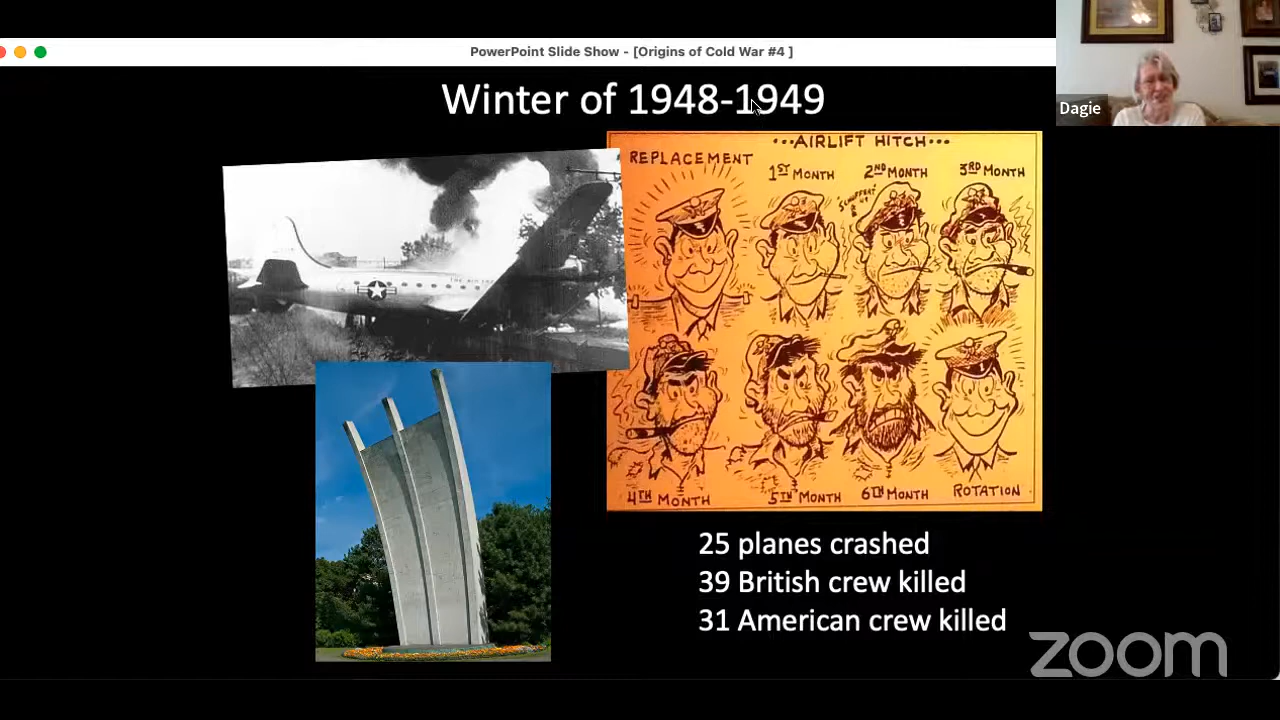 PowerPoint Slide Show - [Origins of Cold War #4 ]
Dagie
Winter of 1948-1949
...AIRLIFT HITCH...
REPLACEMENT
1ST MONTH
2ND MONTH
3RD MONTH
4TH MONTH
5TH MONTH
6TH MONTH
ROTATION
25 planes crashed
39 British crew killed
31 American crew killed
zoom